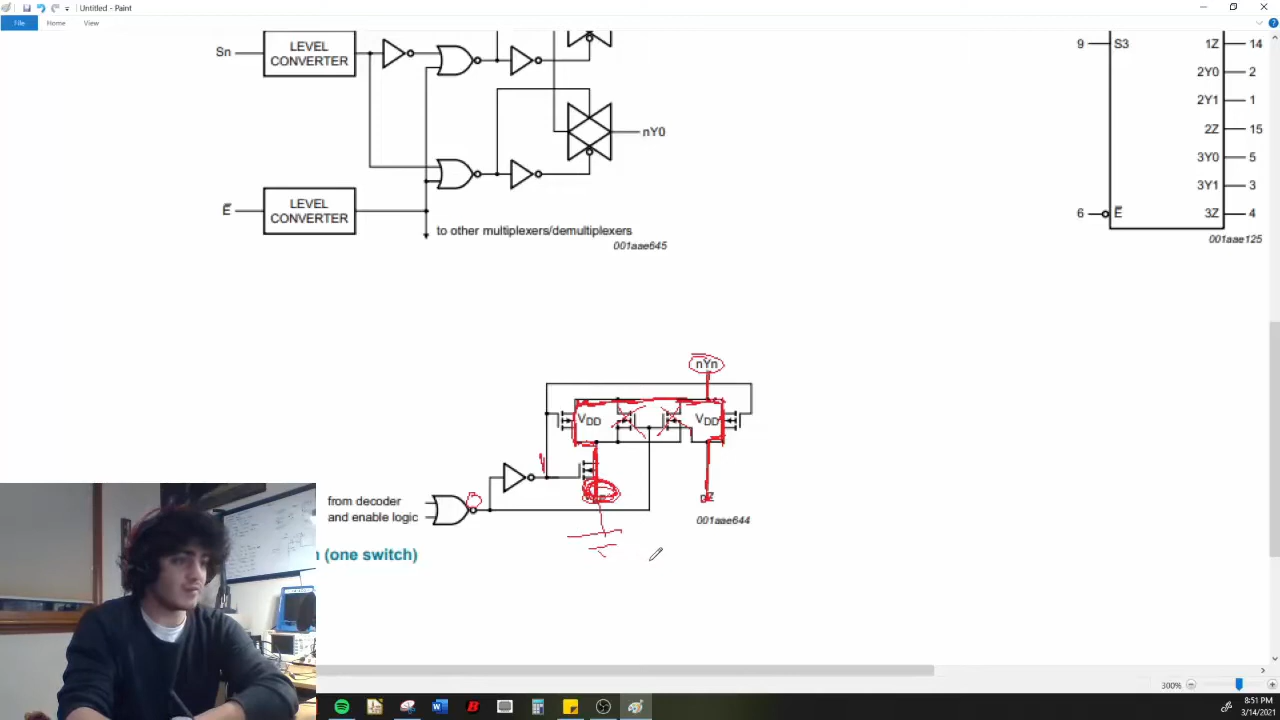 Untitled - Paint
File
Home
View
Sn
LEVEL
CONVERTER
nY0
E
LEVEL
CONVERTER
to other multiplexers/demultiplexers
001aae645
9
S3
1Z
14
2Y0
2
2Y1
1
2Z
15
3Y0
5
3Y1
3
6
E
3Z
4
001aae125
nYn
VDD
VDD
0
1
from decoder
and enable logic
001aae644
(one switch)
300%
8:51 PM
3/14/2021